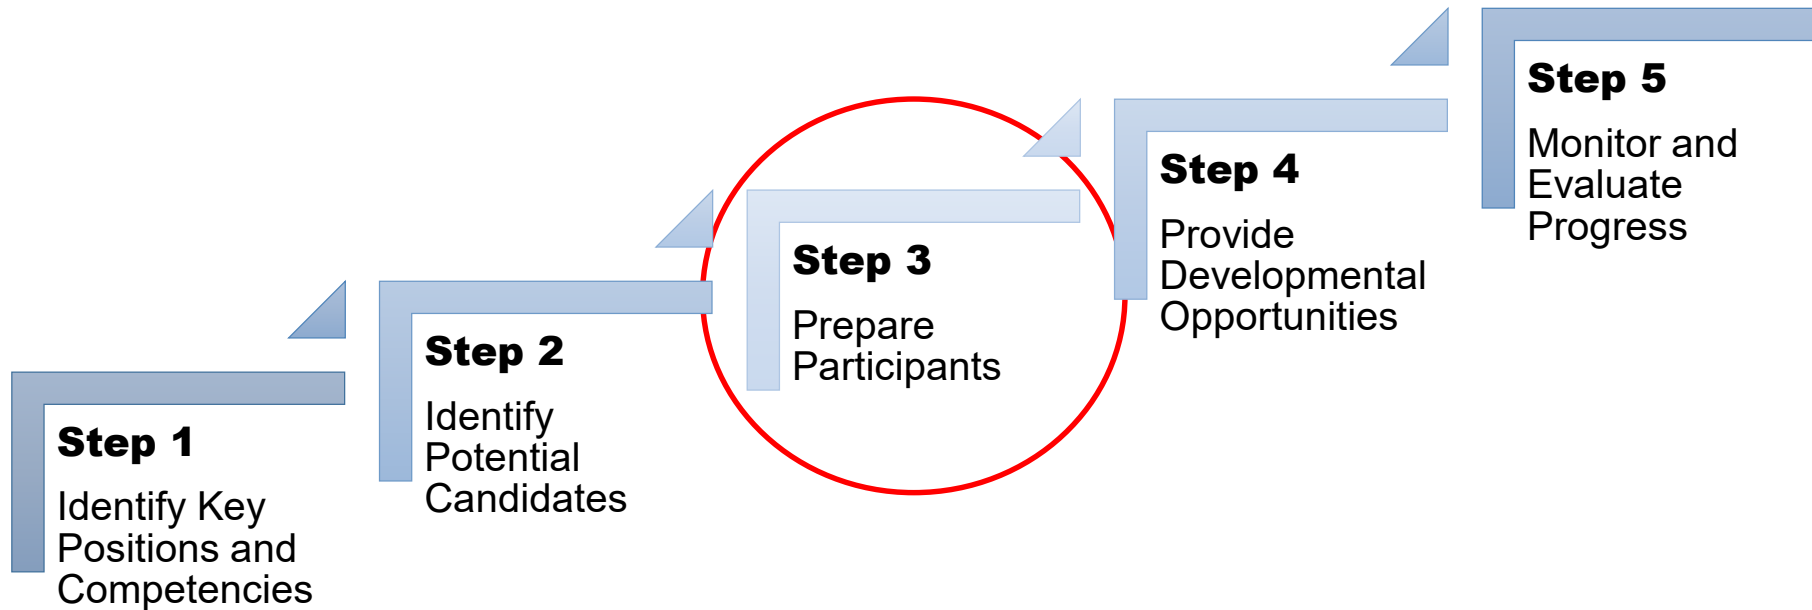 Step 1
Identify Key
Positions and
Competencies
Step 2
Identify
Potential
Candidates
Step 3
Prepare
Participants
Step 4
Provide
Developmental
Opportunities
Step 5
Monitor and
Evaluate
Progress